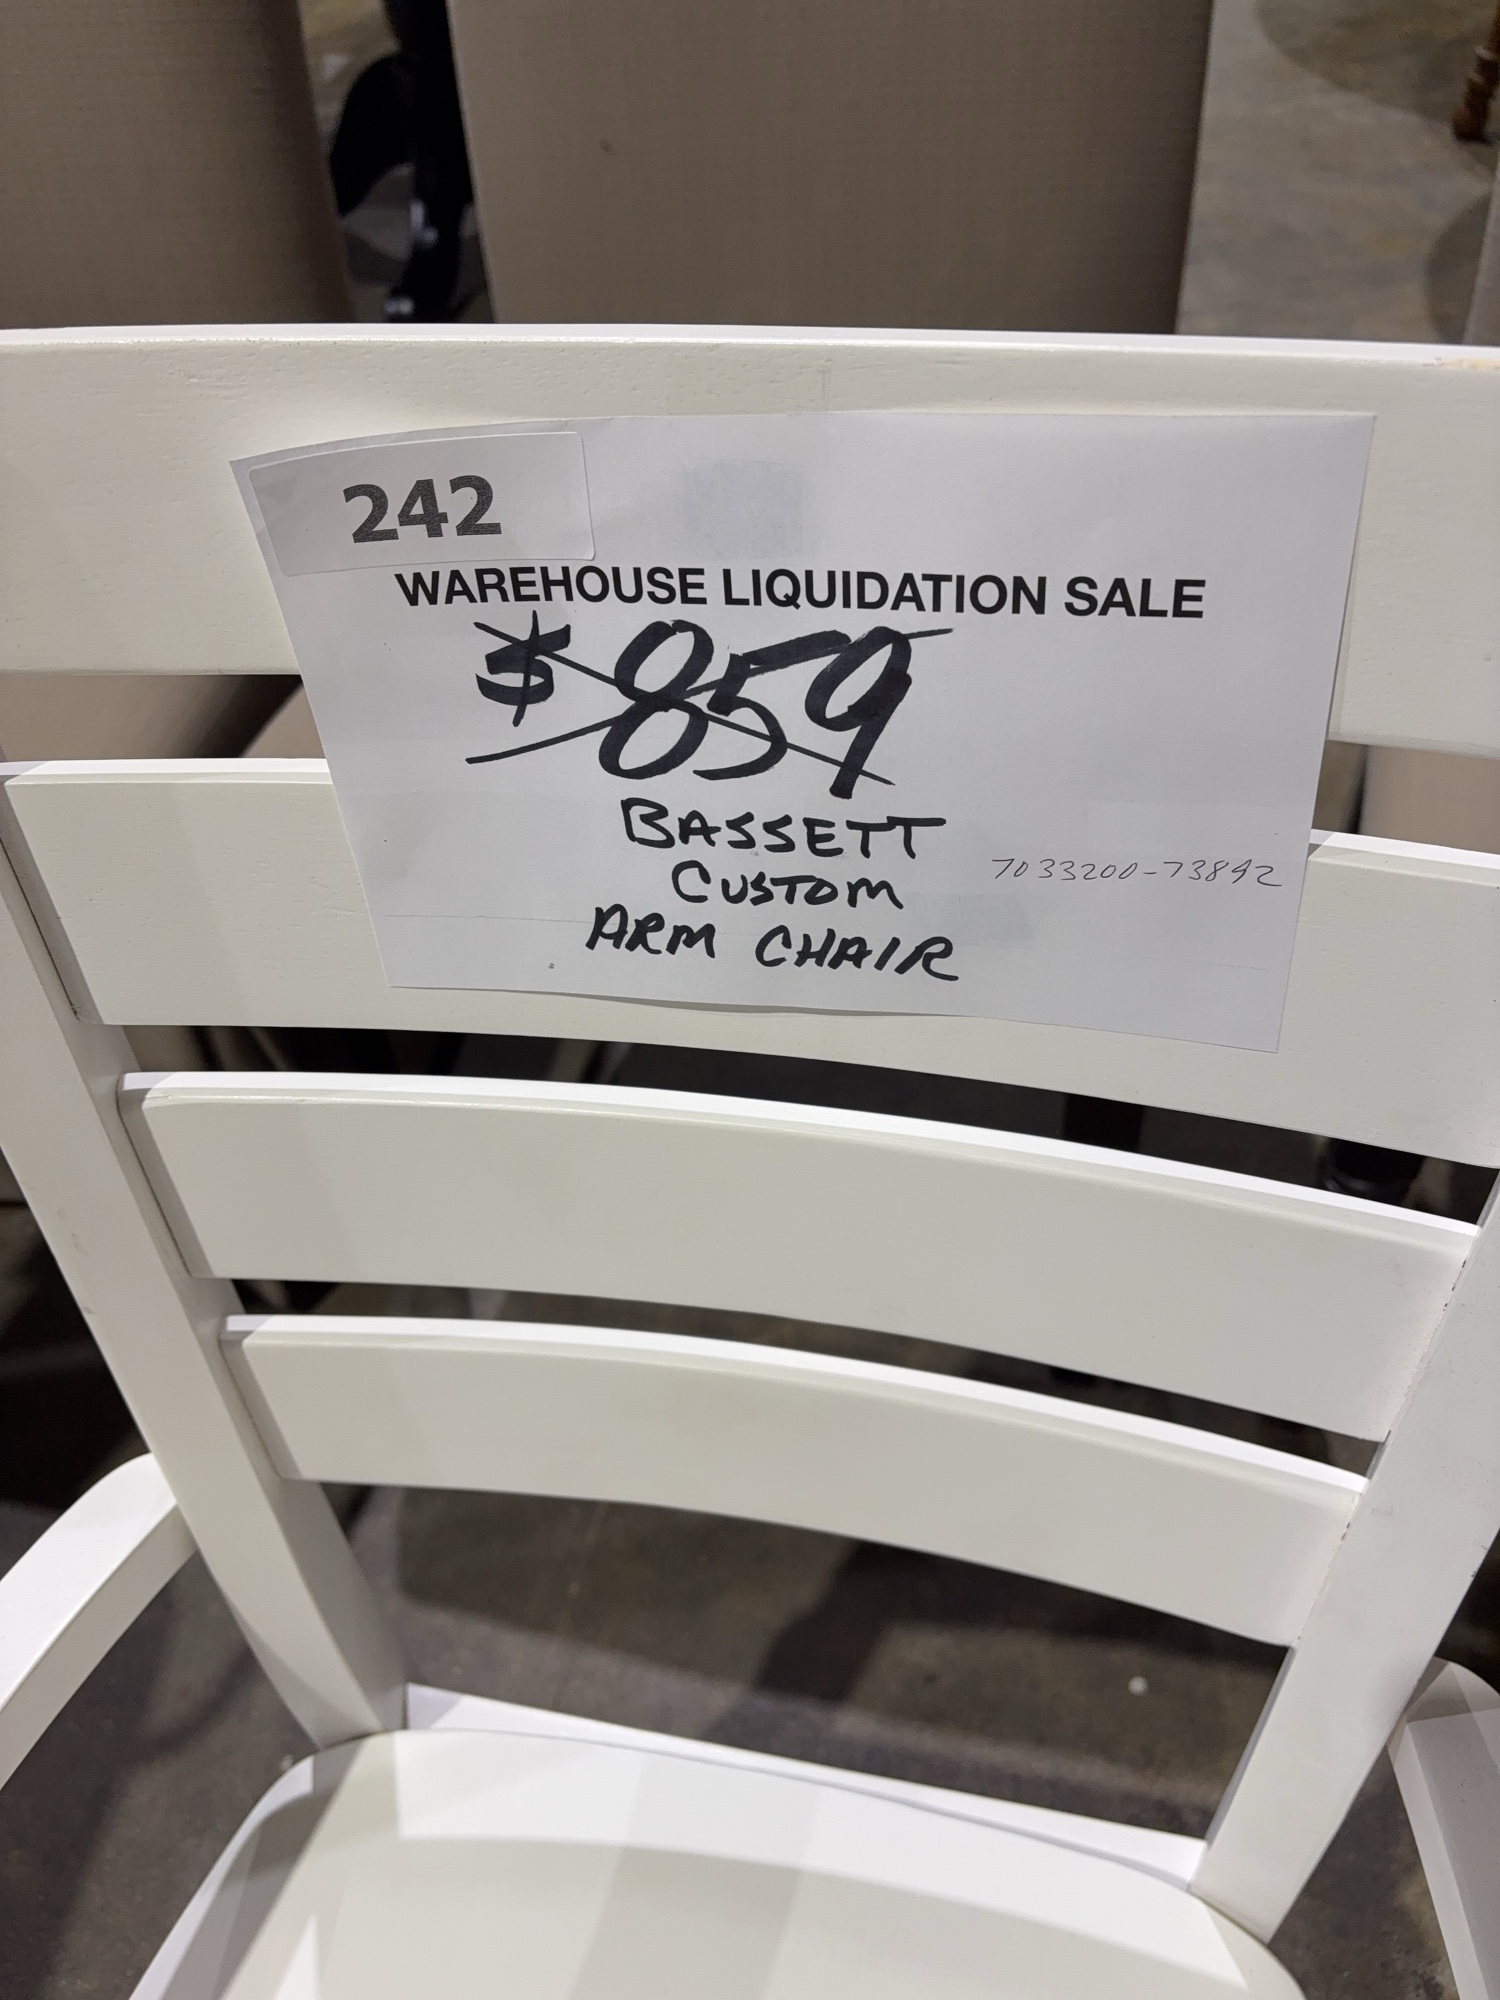 242
WAREHOUSE LIQUIDATION SALE
$859
BASSETT
CUSTOM
7033200-73892
ARM CHAIR